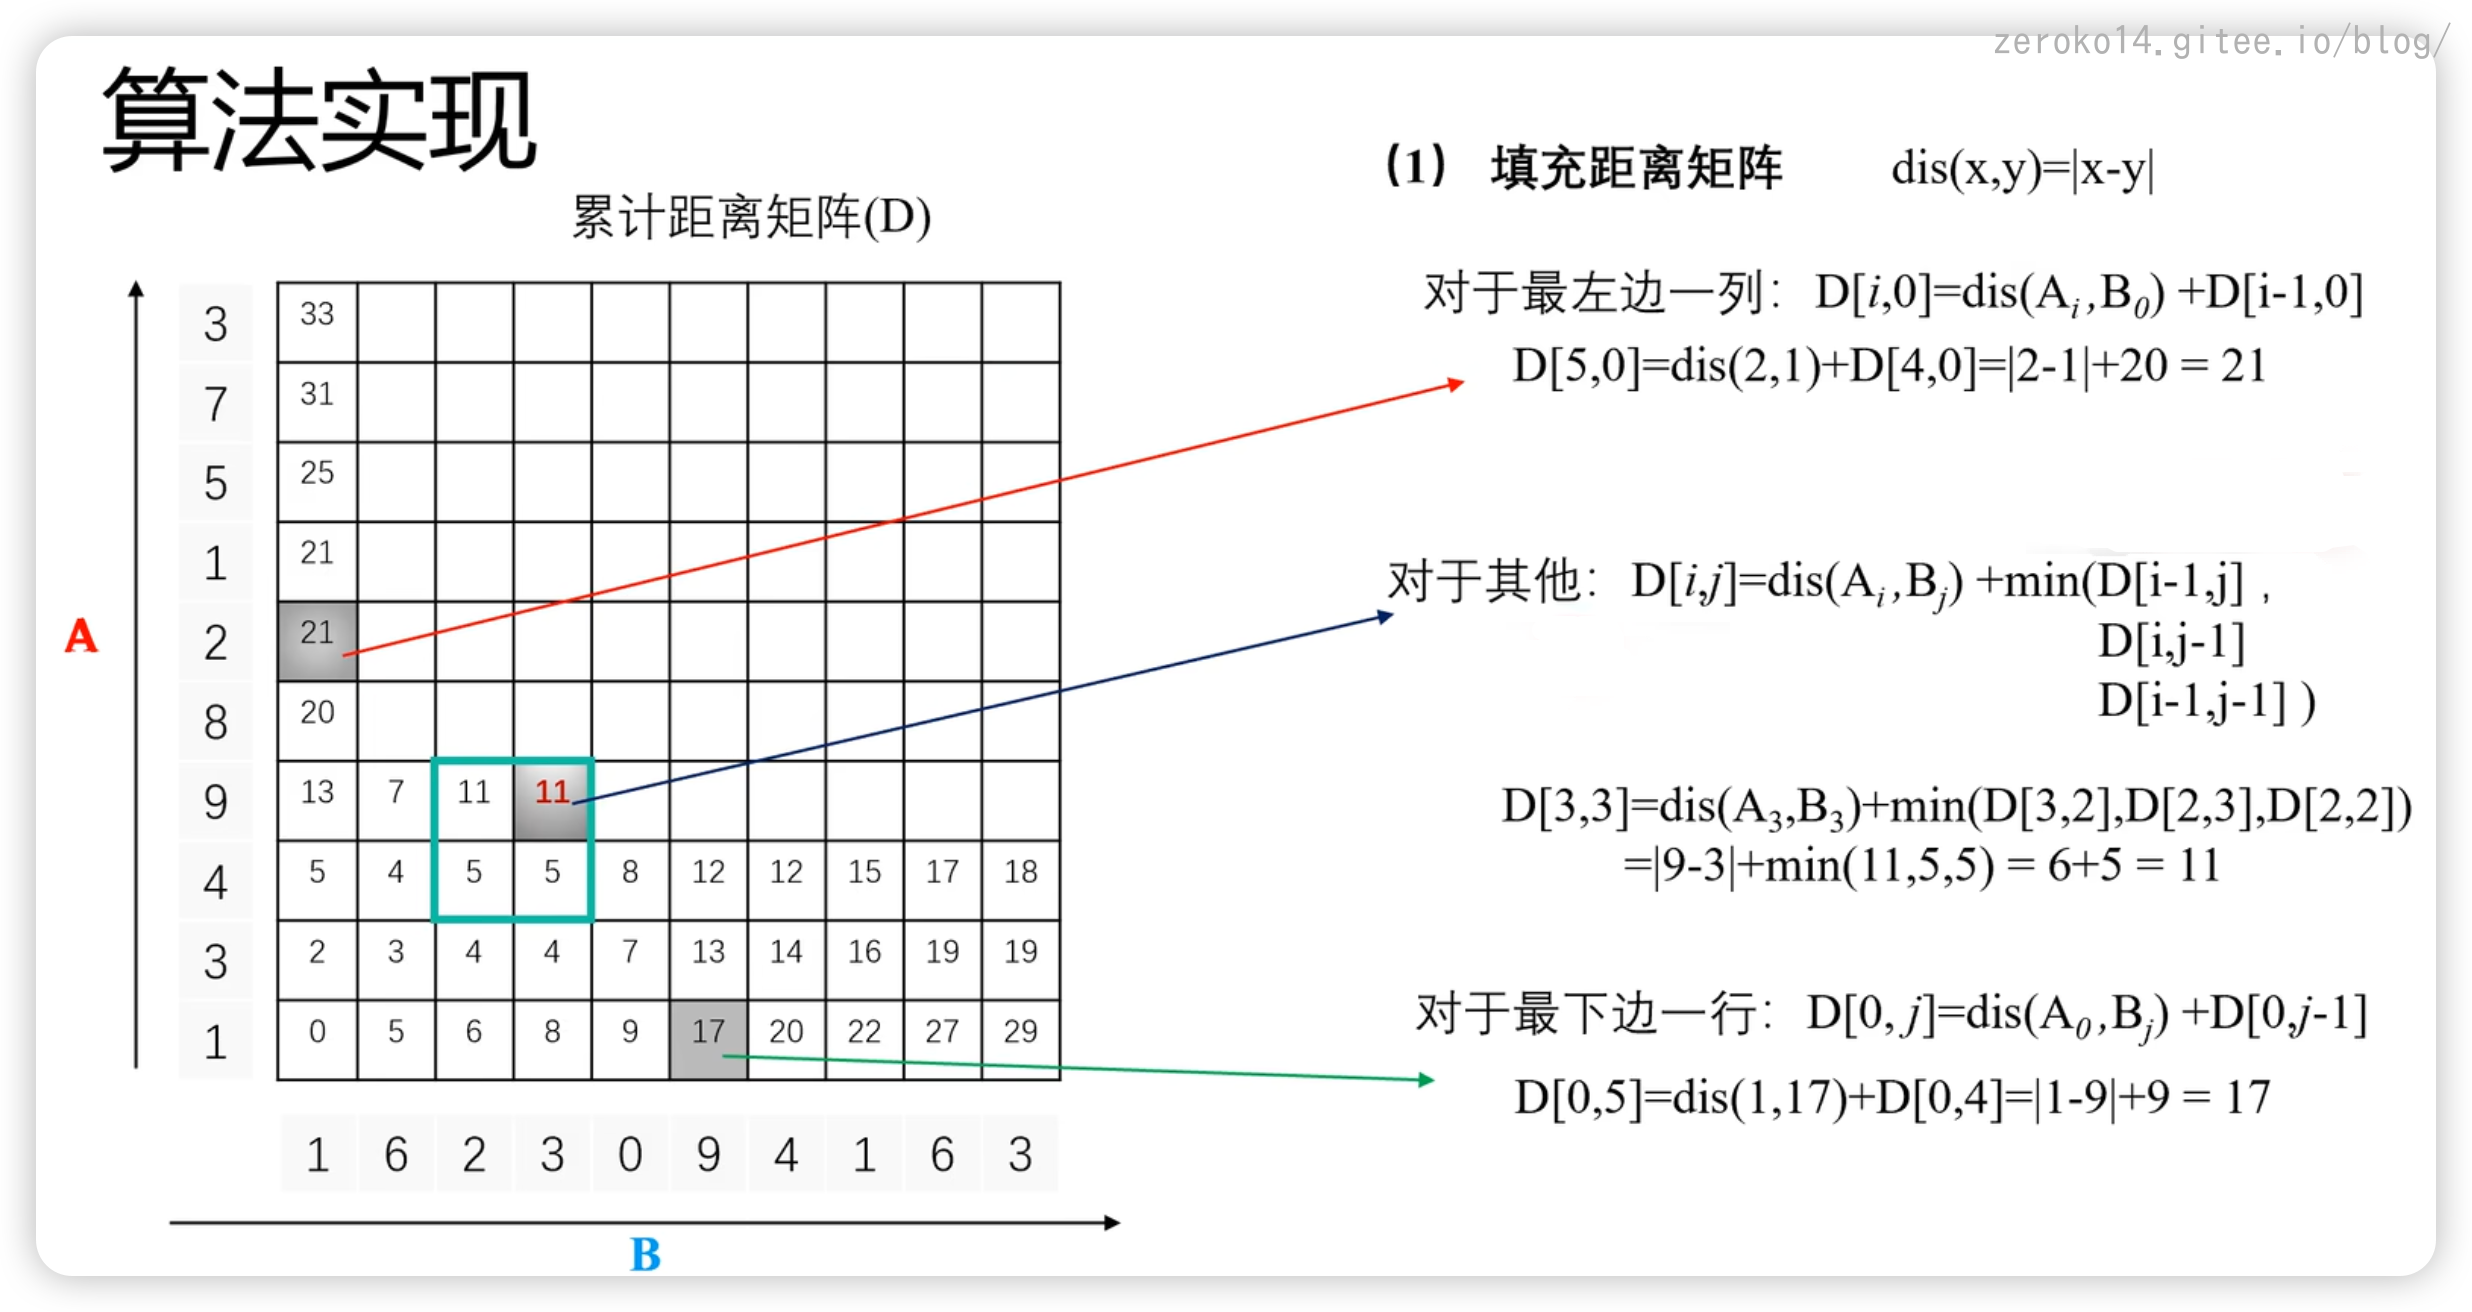 zeroko14.gitee.io/blog/
算法实现
累计距离矩阵(D)
3 33
7 31
5 25
1 21
2 21
8 20
9 13 7 11 11
4 5 4 5 5 8 12 12 15 17 18
3 2 3 4 4 7 13 14 16 19 19
1 0 5 6 8 9 17 20 22 27 29
A
1 6 2 3 0 9 4 1 6 3
B
（1） 填充距离矩阵 dis(x,y)=|x-y|
对于最左边一列：D[i,0]=dis(Aᵢ,B₀) +D[i-1,0]
D[5,0]=dis(2,1)+D[4,0]=|2-1|+20 = 21
对于其他：D[i,j]=dis(Aᵢ,Bⱼ) +min(D[i-1,j] ,
D[i,j-1]
D[i-1,j-1] )
D[3,3]=dis(A₃,B₃)+min(D[3,2],D[2,3],D[2,2])
=|9-3|+min(11,5,5) = 6+5 = 11
对于最下边一行：D[0, j]=dis(A₀,Bⱼ) +D[0,j-1]
D[0,5]=dis(1,17)+D[0,4]=|1-9|+9 = 17